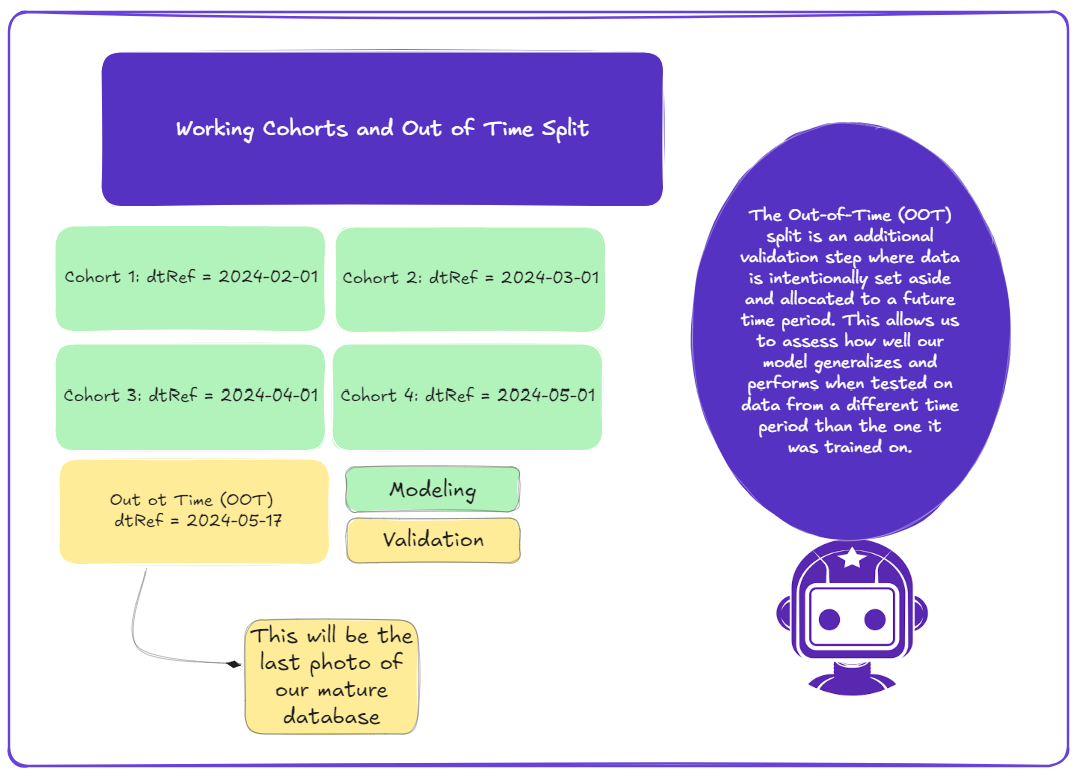 Working Cohorts and Out of Time Split
Cohort 1: dtRef = 2024-02-01
Cohort 2: dtRef = 2024-03-01
Cohort 3: dtRef = 2024-04-01
Cohort 4: dtRef = 2024-05-01
Out ot Time (OOT)
dtRef = 2024-05-17
Modeling
Validation
This will be the
last photo of
our mature
database
The Out-of-Time (OOT)
split is an additional
validation step where data
is intentionally set aside
and allocated to a future
time period. This allows us
to assess how well our
model generalizes and
performs when tested on
data from a different time
period than the one it
was trained on.